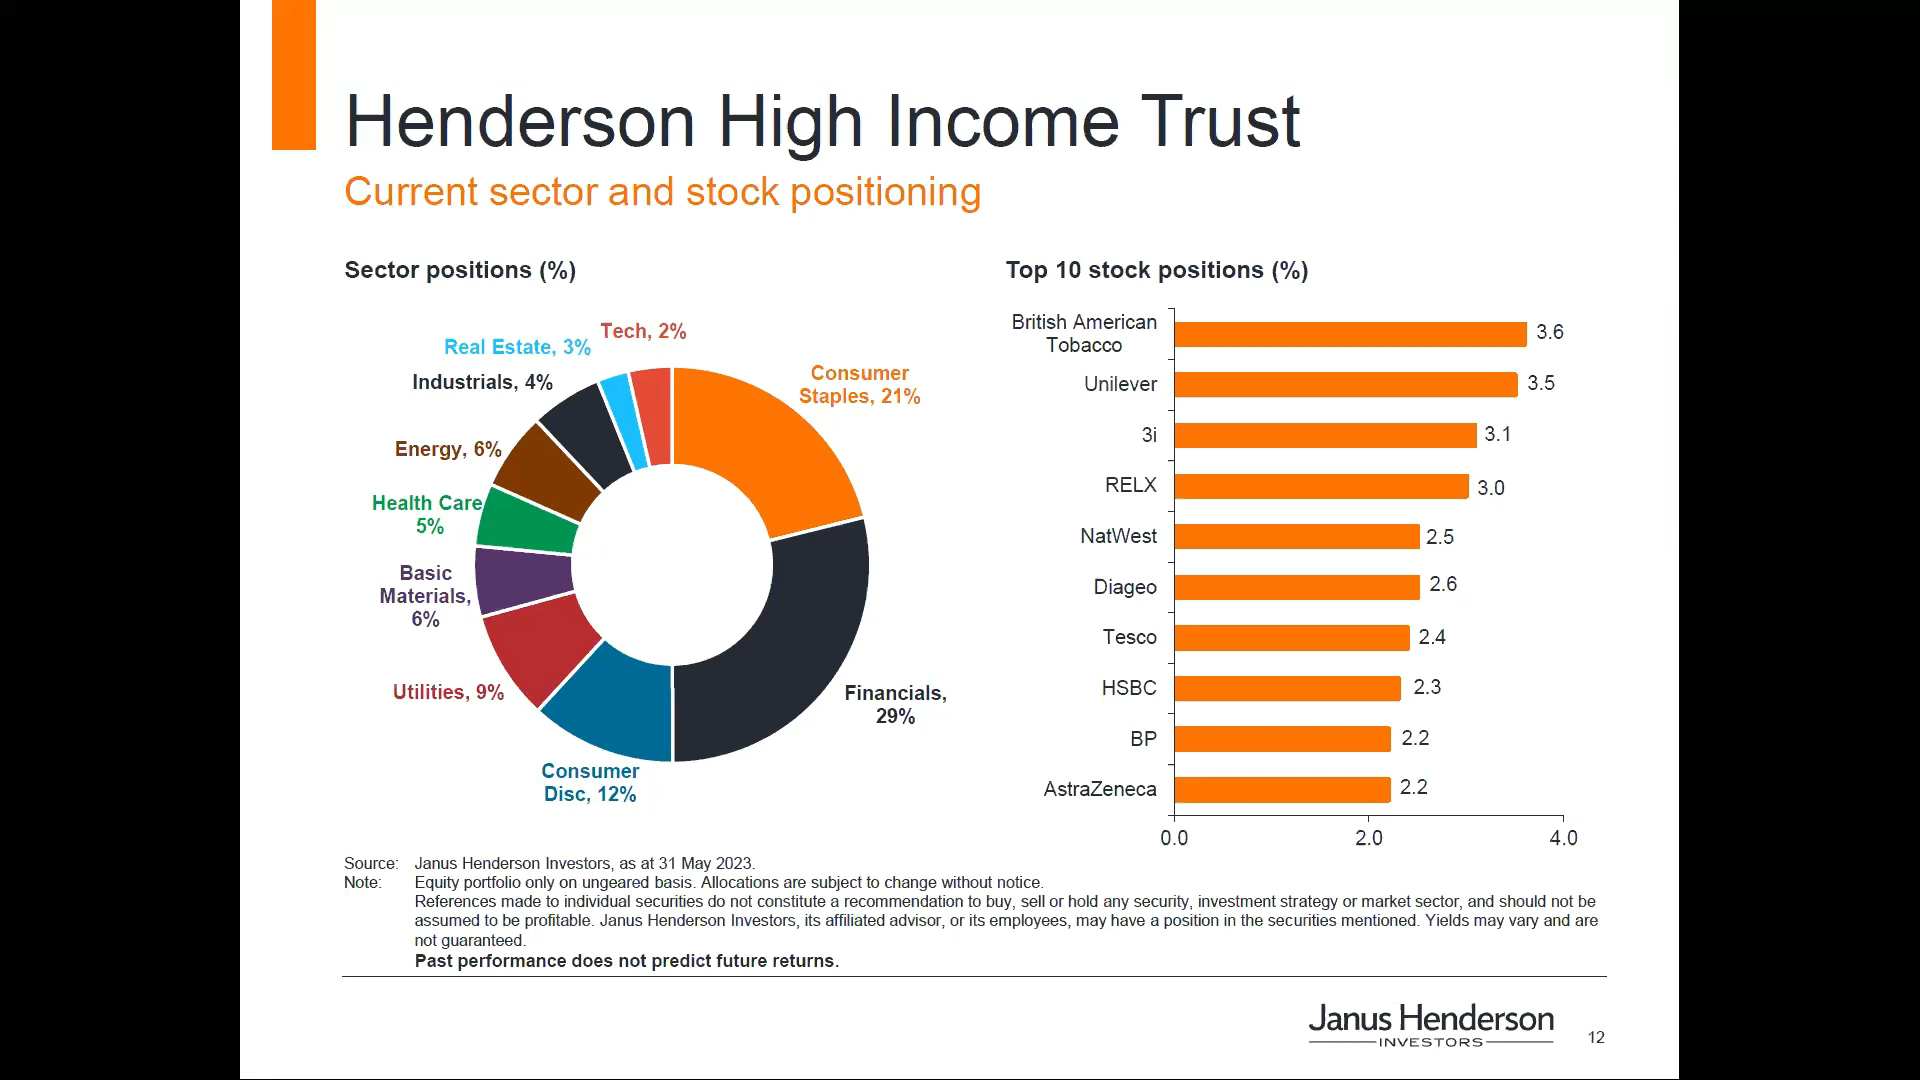 Henderson High Income Trust
Current sector and stock positioning
Sector positions (%)
Tech, 2%
Real Estate, 3%
Industrials, 4%
Consumer
Staples, 21%
Energy, 6%
Health Care
5%
Basic
Materials,
6%
Utilities, 9%
Financials,
29%
Consumer
Disc, 12%
Top 10 stock positions (%)
British American
Tobacco
3.6
Unilever 3.5
3i 3.1
RELX 3.0
NatWest 2.5
Diageo 2.6
Tesco 2.4
HSBC 2.3
BP 2.2
AstraZeneca 2.2
0.0 2.0 4.0
Source: Janus Henderson Investors, as at 31 May 2023.
Note: Equity portfolio only on ungeared basis. Allocations are subject to change without notice.
References made to individual securities do not constitute a recommendation to buy, sell or hold any security, investment strategy or market sector, and should not be
assumed to be profitable. Janus Henderson Investors, its affiliated advisor, or its employees, may have a position in the securities mentioned. Yields may vary and are
not guaranteed.
Past performance does not predict future returns.
Janus Henderson
INVESTORS
12